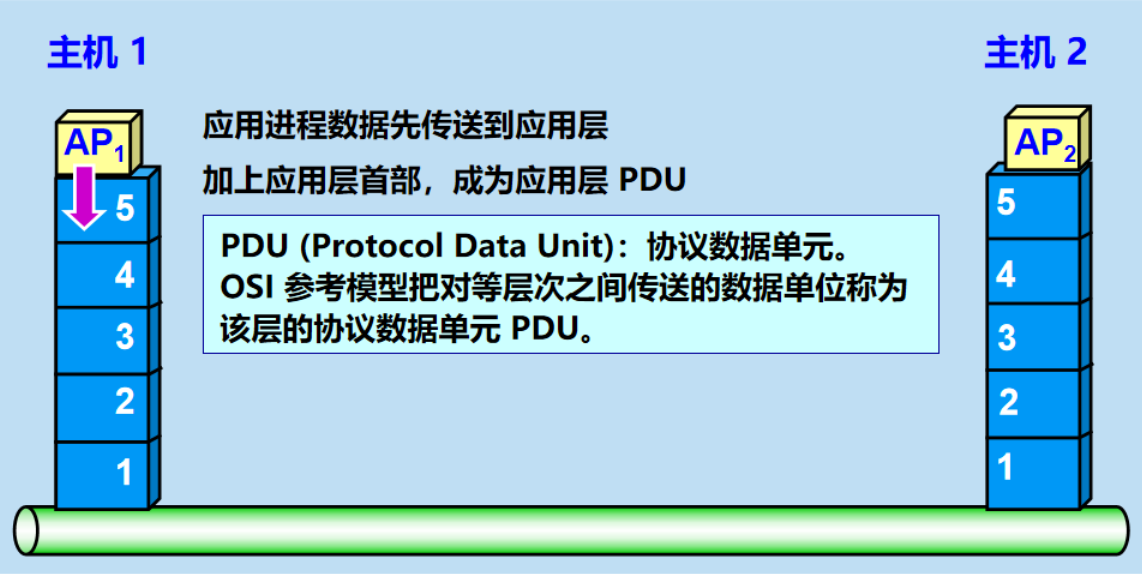 主机 1
主机 2
AP1
应用进程数据先传送到应用层
AP2
加上应用层首部，成为应用层 PDU
5
5
PDU (Protocol Data Unit)：协议数据单元。
4
OSI 参考模型把对等层次之间传送的数据单位称为
4
该层的协议数据单元 PDU。
3
3
2
2
1
1